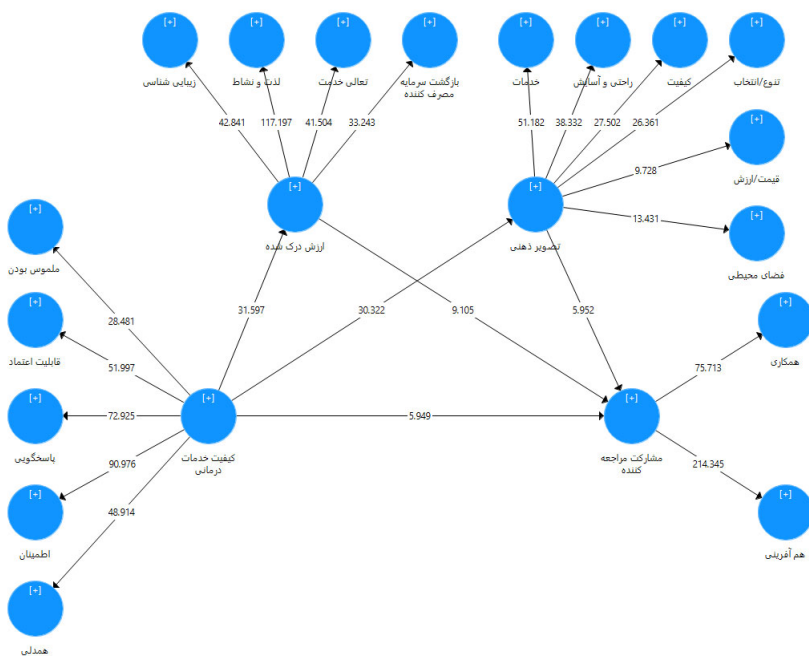 [+] [+] [+] [+] [+] [+] [+] [+]
زیبایی شناسی
لذت و نشاط
تعالی خدمت
بازگشت سرمایه
مصرف کننده
خدمات
راحتی و آسایش
کیفیت
تنوع/انتخاب
42.841 117.197 41.504 33.243 51.182 38.332 27.502 26.361
[+]
قیمت/ارزش
9.728
[+]
ارزش درک شده
[+]
تصویر ذهنی
13.431
[+]
فضای محیطی
[+]
ملموس بودن
31.597 30.322 9.105 5.952
[+]
همکاری
28.481
[+]
قابلیت اعتماد
51.997
75.713
[+]
پاسخگویی
72.925
[+]
کیفیت خدمات
درمانی
5.949
[+]
مشارکت مراجعه
کننده
90.976
214.345
[+]
اطمینان
48.914
[+]
هم آفرینی
[+]
همدلی